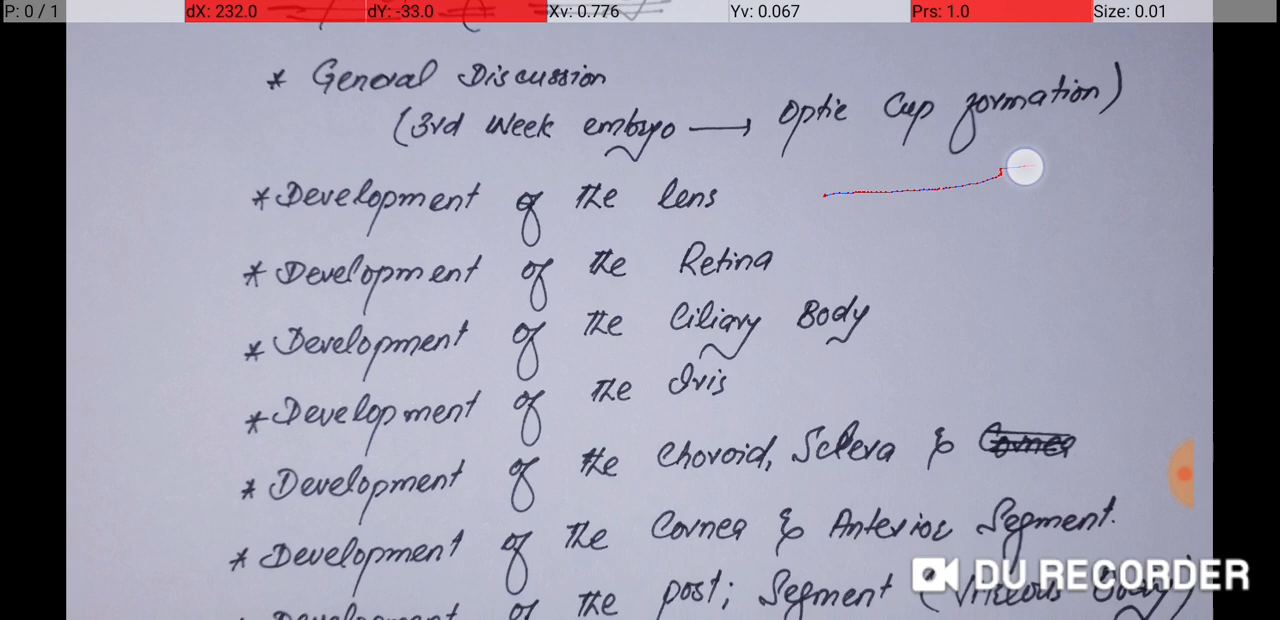 P: 0 / 1 dX: 232.0 dY: -33.0 Xv: 0.776 Yv: 0.067 Prs: 1.0 Size: 0.01
* General Discussion
(3rd Week embryo → Optic Cup formation)
* Development of the lens
* Development of the Retina
* Development of the Ciliary Body
* Development of the Iris
* Development of the Choroid, Sclera &
* Development of the Cornea & Anterior Segment.
Development of the post; Segment (Vitreous Body)
DU RECORDER